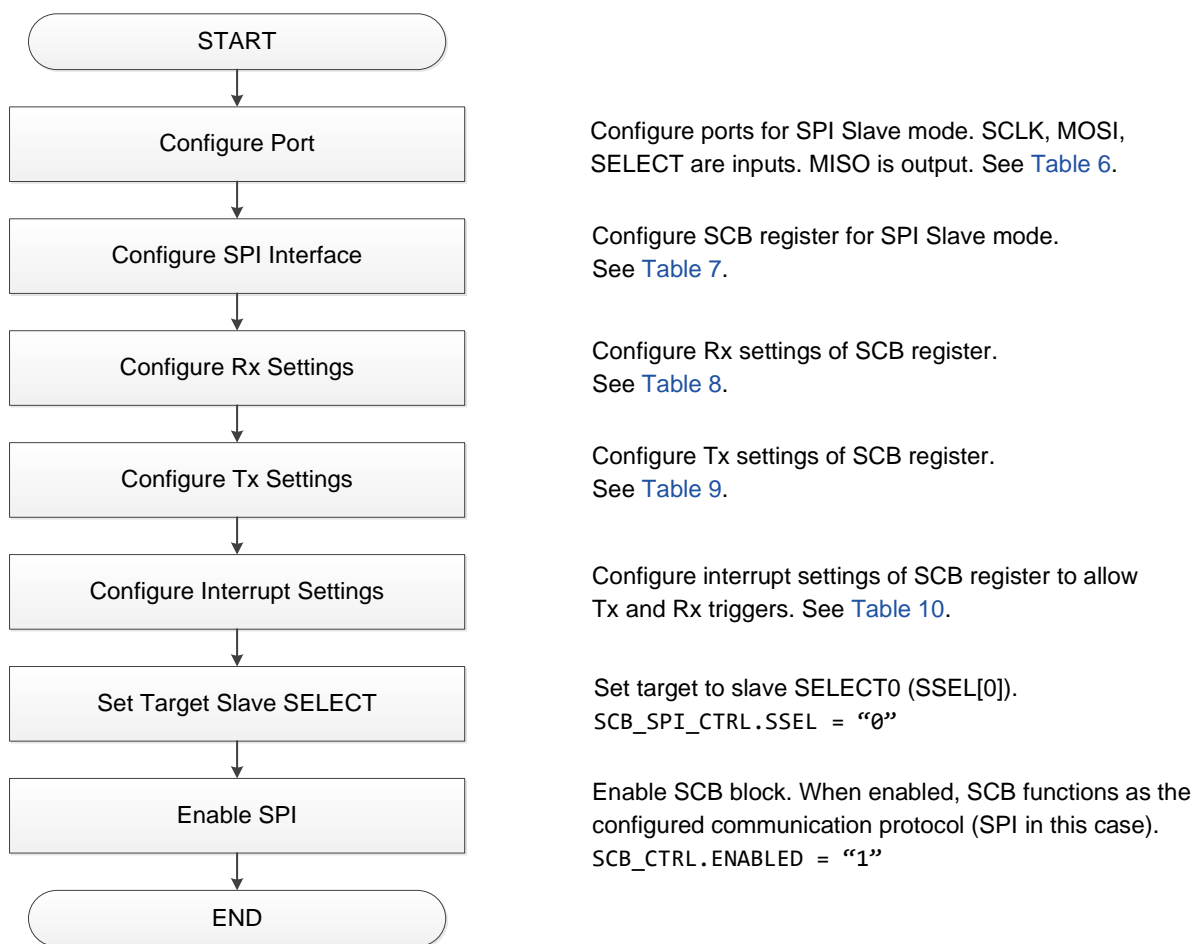 START
Configure Port
Configure ports for SPI Slave mode. SCLK, MOSI,
SELECT are inputs. MISO is output. See Table 6.
Configure SPI Interface
Configure SCB register for SPI Slave mode.
See Table 7.
Configure Rx Settings
Configure Rx settings of SCB register.
See Table 8.
Configure Tx Settings
Configure Tx settings of SCB register.
See Table 9.
Configure Interrupt Settings
Configure interrupt settings of SCB register to allow
Tx and Rx triggers. See Table 10.
Set Target Slave SELECT
Set target to slave SELECT0 (SSEL[0]).
SCB_SPI_CTRL.SSEL = “0”
Enable SPI
Enable SCB block. When enabled, SCB functions as the
configured communication protocol (SPI in this case).
SCB_CTRL.ENABLED = “1”
END